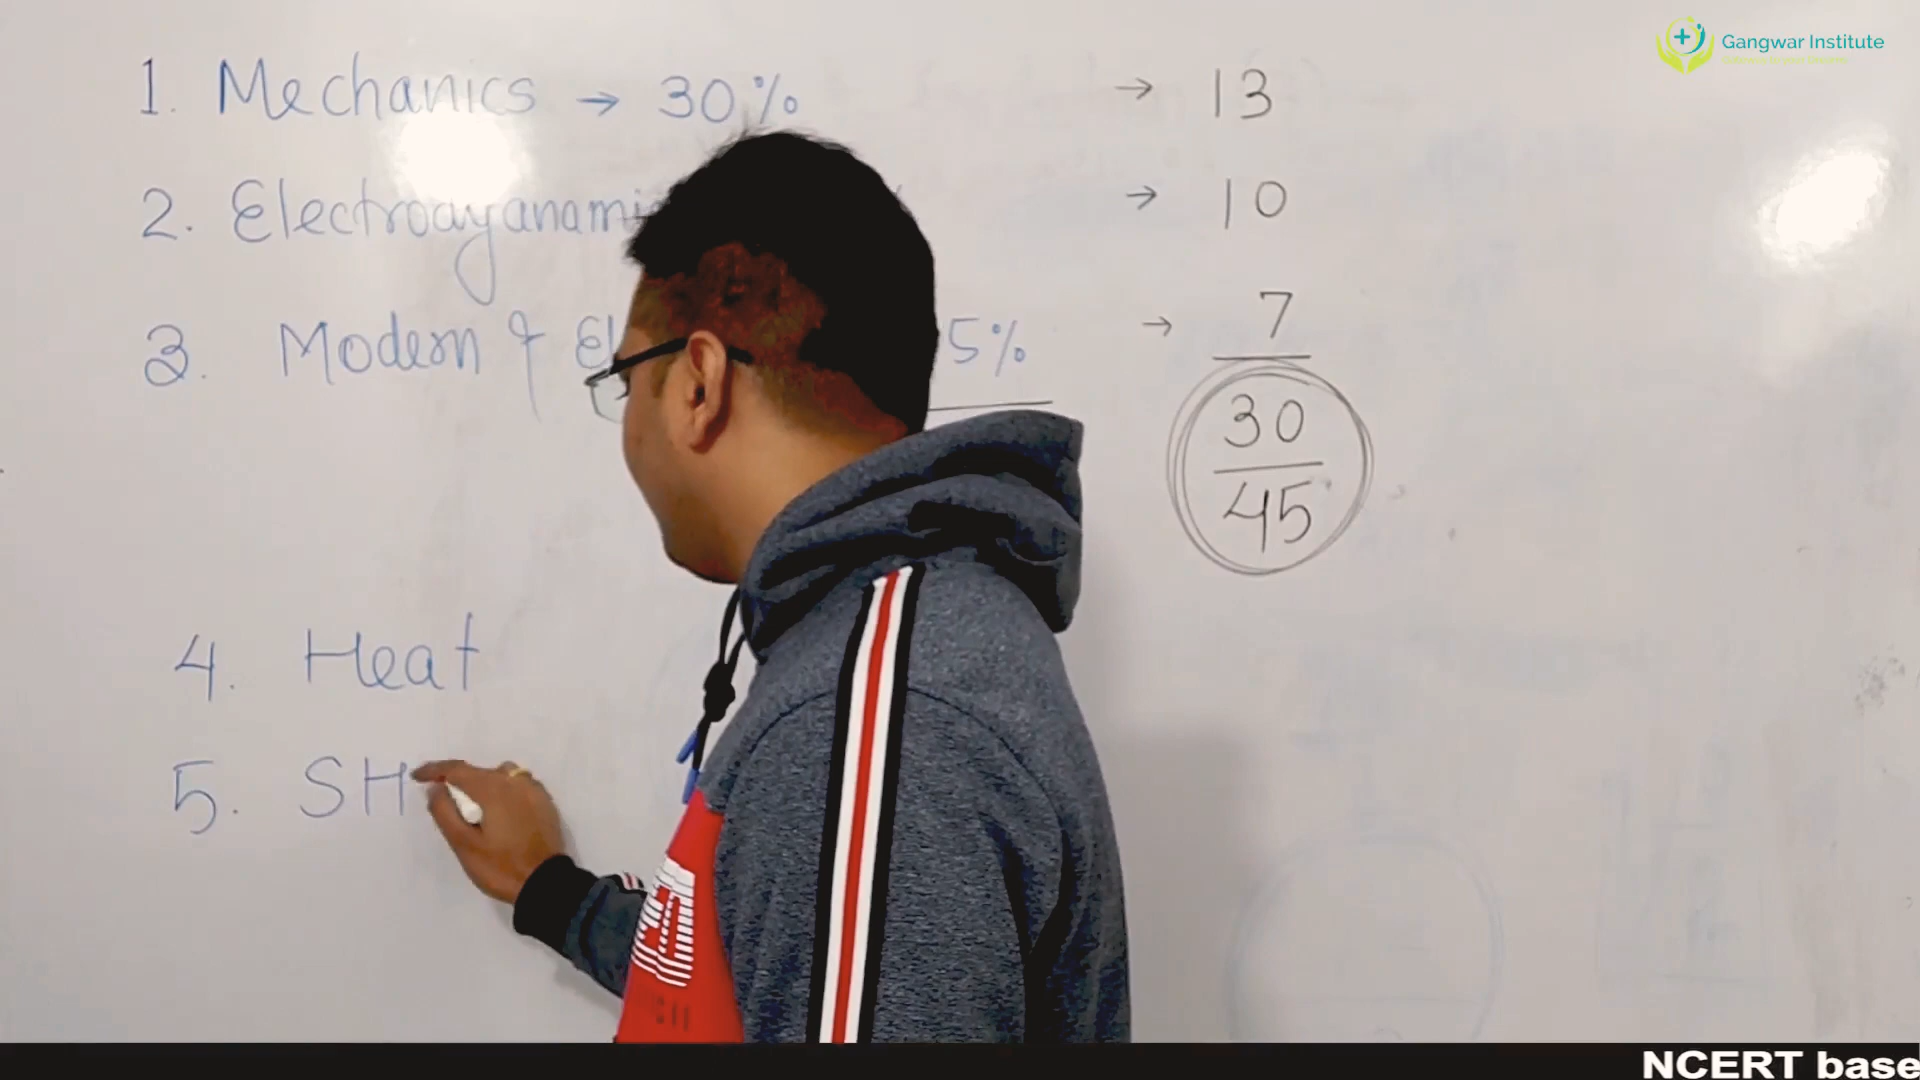 Gangwar Institute
1. Mechanics → 30% → 13
2. Electroayanami → 10
3. Modern & El 5% → 7
30
45
4. Heat
5. SH
NCERT base